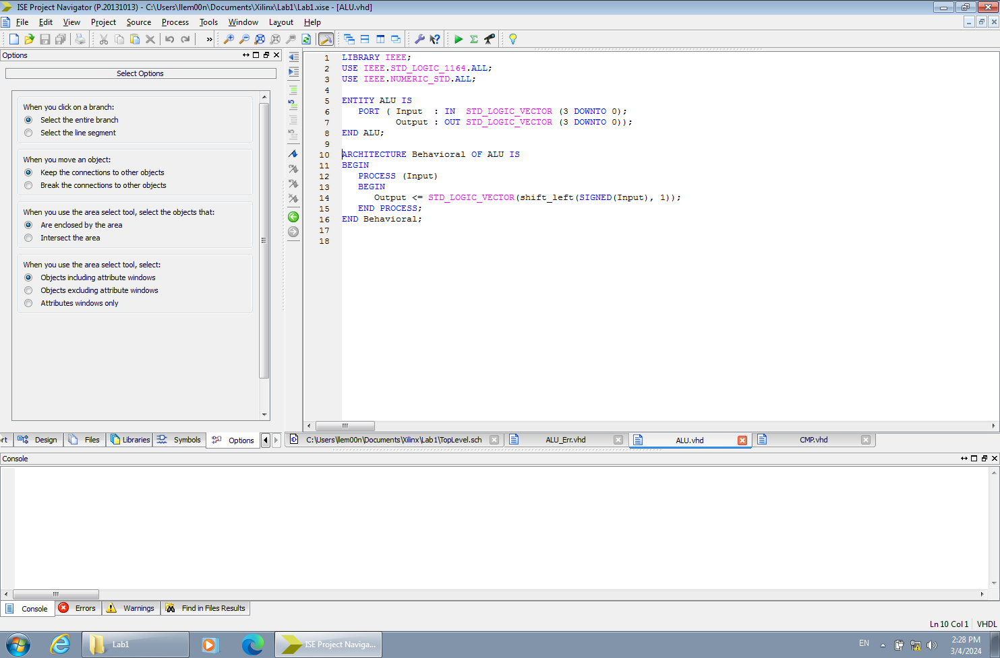 ISE Project Navigator (P.20131013) - C:\Users\llem00n\Documents\Xilinx\Lab1\Lab1.xise - [ALU.vhd]
File Edit View Project Source Process Tools Window Layout Help
Options
Select Options
When you click on a branch:
Select the entire branch
Select the line segment
When you move an object:
Keep the connections to other objects
Break the connections to other objects
When you use the area select tool, select the objects that:
Are enclosed by the area
Intersect the area
When you use the area select tool, select:
Objects including attribute windows
Objects excluding attribute windows
Attributes windows only
rt Design Files Libraries Symbols Options
1 LIBRARY IEEE;
2 USE IEEE.STD_LOGIC_1164.ALL;
3 USE IEEE.NUMERIC_STD.ALL;
4
5 ENTITY ALU IS
6 PORT ( Input : IN STD_LOGIC_VECTOR (3 DOWNTO 0);
7 Output : OUT STD_LOGIC_VECTOR (3 DOWNTO 0));
8 END ALU;
9
10 ARCHITECTURE Behavioral OF ALU IS
11 BEGIN
12 PROCESS (Input)
13 BEGIN
14 Output <= STD_LOGIC_VECTOR(shift_left(SIGNED(Input), 1));
15 END PROCESS;
16 END Behavioral;
17
18
C:\Users\llem00n\Documents\Xilinx\Lab1\TopLevel.sch ALU_Err.vhd ALU.vhd CMP.vhd
Console
Console Errors Warnings Find in Files Results
Ln 10 Col 1 VHDL
Lab1 ISE Project Naviga... EN 2:28 PM
3/4/2024